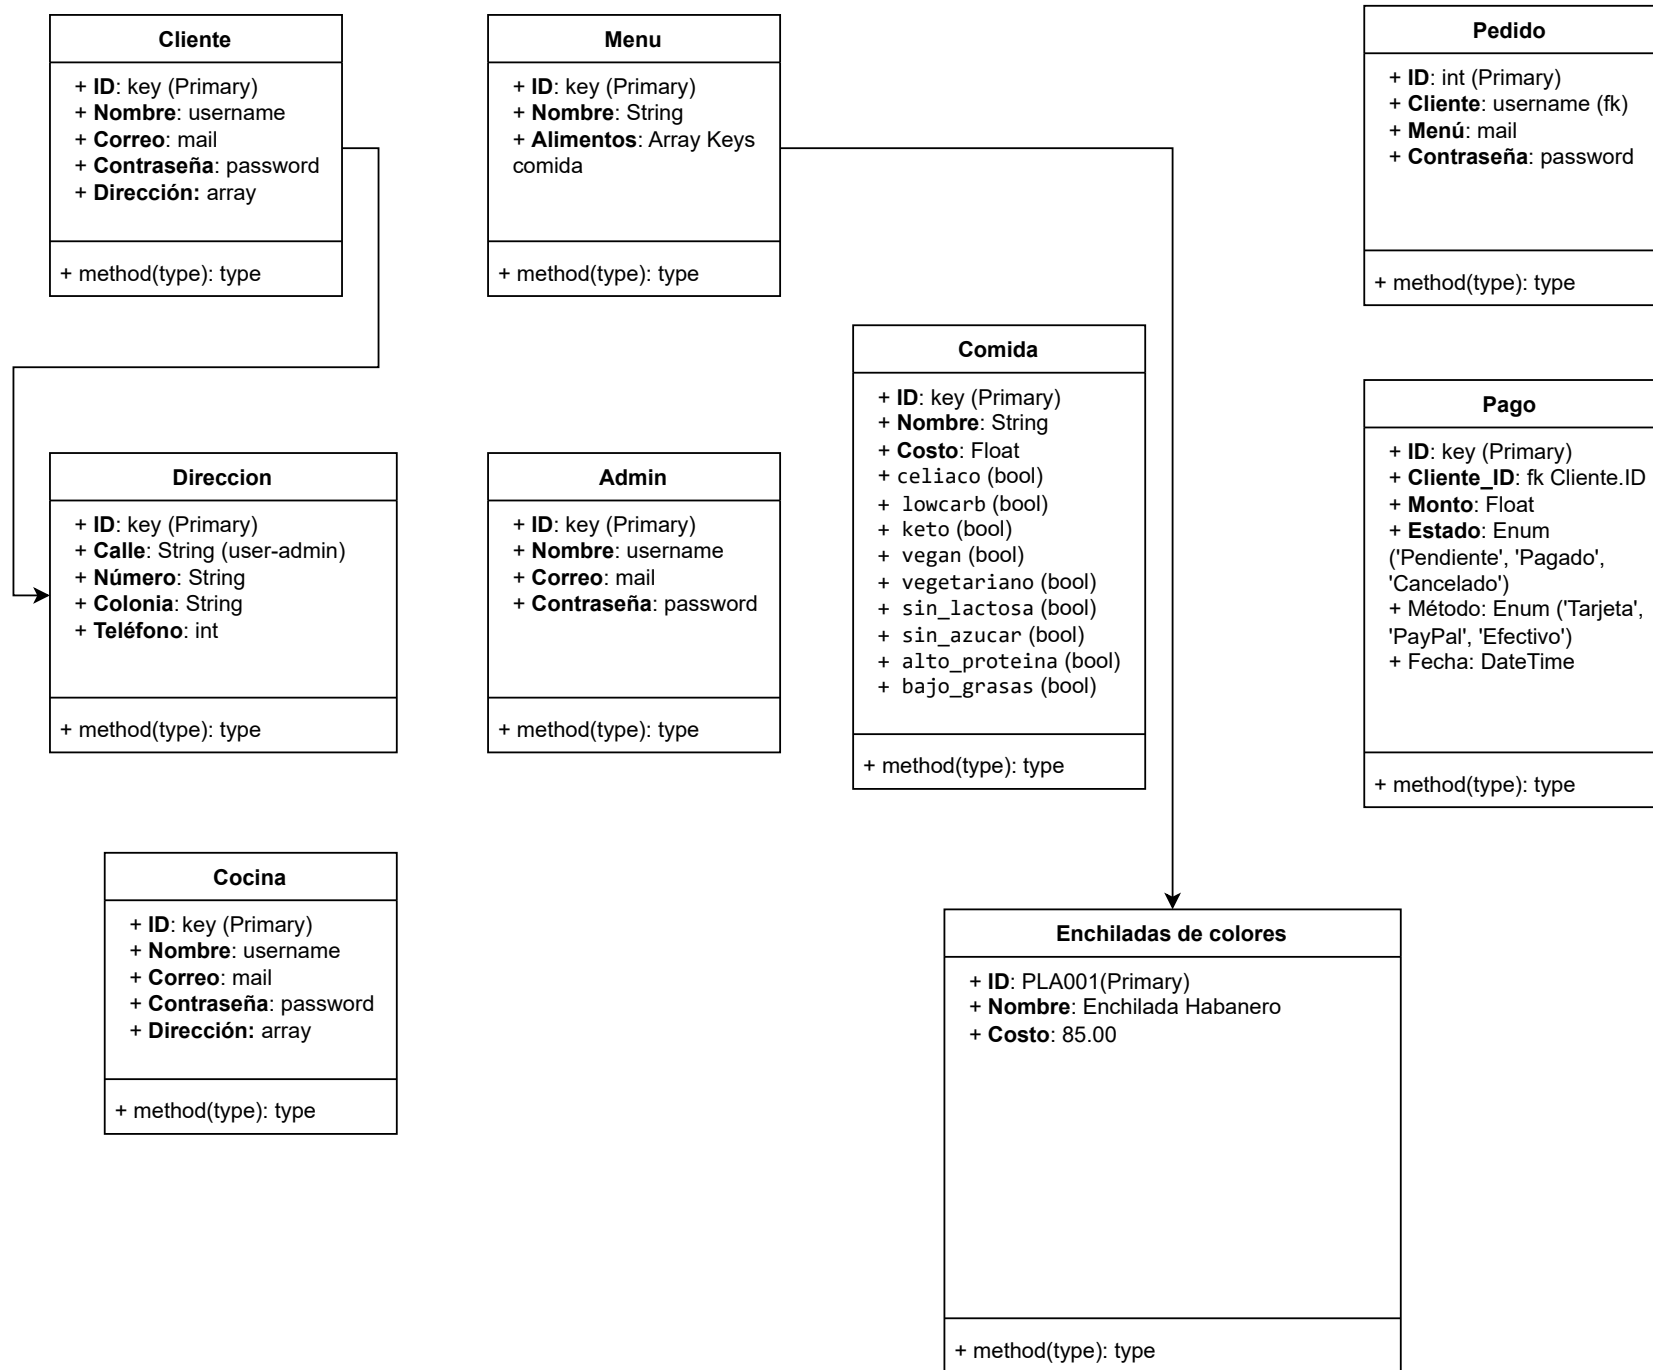 Cliente
+ ID: key (Primary)
+ Nombre: username
+ Correo: mail
+ Contraseña: password
+ Dirección: array
+ method(type): type
Menu
+ ID: key (Primary)
+ Nombre: String
+ Alimentos: Array Keys
comida
+ method(type): type
Pedido
+ ID: int (Primary)
+ Cliente: username (fk)
+ Menú: mail
+ Contraseña: password
+ method(type): type
Comida
+ ID: key (Primary)
+ Nombre: String
+ Costo: Float
+ celiaco (bool)
+ lowcarb (bool)
+ keto (bool)
+ vegan (bool)
+ vegetariano (bool)
+ sin_lactosa (bool)
+ sin_azucar (bool)
+ alto_proteina (bool)
+ bajo_grasas (bool)
+ method(type): type
Pago
+ ID: key (Primary)
+ Cliente_ID: fk Cliente.ID
+ Monto: Float
+ Estado: Enum
('Pendiente', 'Pagado',
'Cancelado')
+ Método: Enum ('Tarjeta',
'PayPal', 'Efectivo')
+ Fecha: DateTime
+ method(type): type
Direccion
+ ID: key (Primary)
+ Calle: String (user-admin)
+ Número: String
+ Colonia: String
+ Teléfono: int
+ method(type): type
Admin
+ ID: key (Primary)
+ Nombre: username
+ Correo: mail
+ Contraseña: password
+ method(type): type
Cocina
+ ID: key (Primary)
+ Nombre: username
+ Correo: mail
+ Contraseña: password
+ Dirección: array
+ method(type): type
Enchiladas de colores
+ ID: PLA001(Primary)
+ Nombre: Enchilada Habanero
+ Costo: 85.00
+ method(type): type